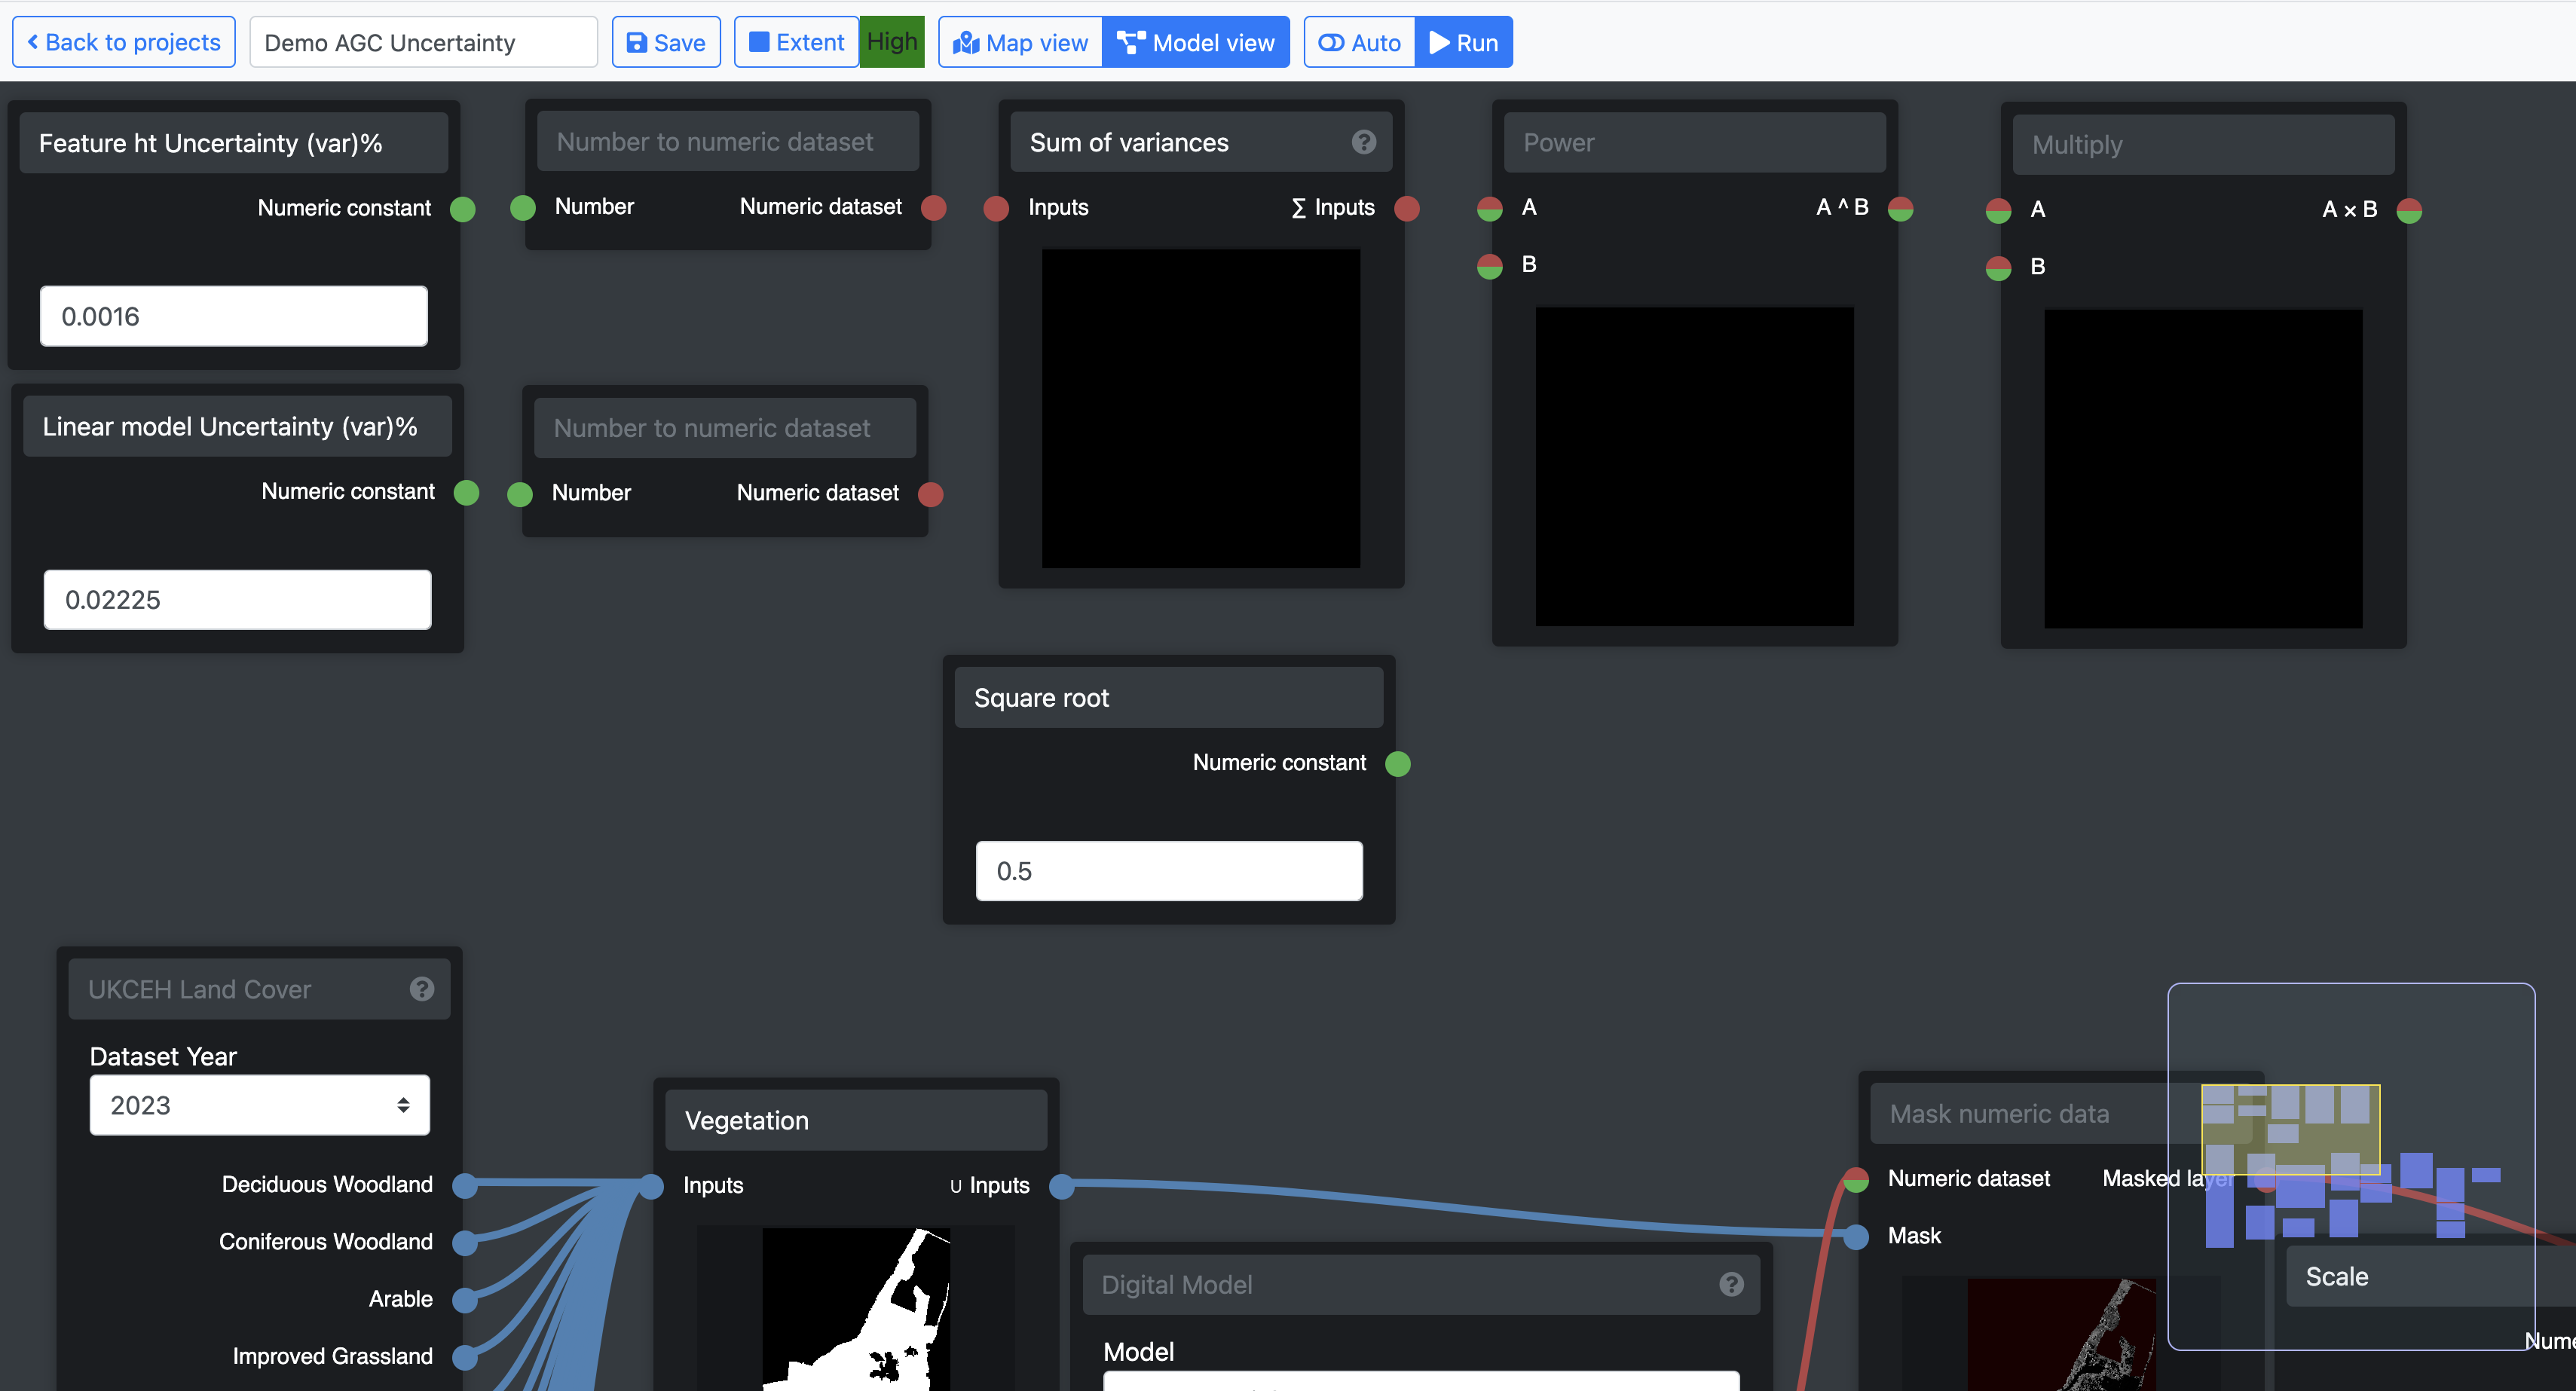 Back to projects
Demo AGC Uncertainty
Save
Extent
High
Map view
Model view
Auto
Run
Feature ht Uncertainty (var)%
Numeric constant
0.0016
Number to numeric dataset
Number
Numeric dataset
Sum of variances
Inputs
∑ Inputs
Power
A
A ^ B
B
Multiply
A
A × B
B
Linear model Uncertainty (var)%
Numeric constant
0.02225
Number to numeric dataset
Number
Numeric dataset
Square root
Numeric constant
0.5
UKCEH Land Cover
Dataset Year
2023
Deciduous Woodland
Coniferous Woodland
Arable
Improved Grassland
Vegetation
Inputs
∪ Inputs
Digital Model
Model
Mask numeric data
Numeric dataset
Masked layer
Mask
Scale
Nume